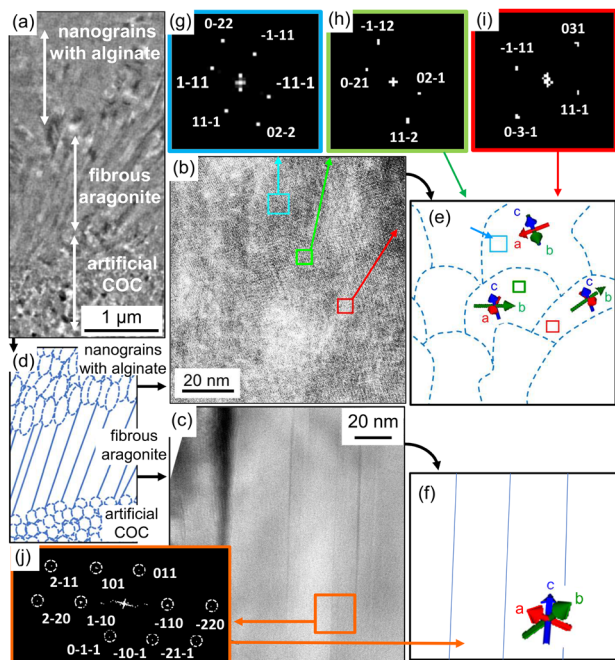 (a)
nanograins
with alginate
fibrous
aragonite
artificial
COC
1 μm
(g)
0-22
-1-11
1-11
-11-1
11-1
02-2
(h)
-1-12
0-21
02-1
11-2
(i)
031
-1-11
11-1
0-3-1
(b)
20 nm
(e)
c
a
b
c
a
b
c
b
(d)
nanograins
with alginate
fibrous
aragonite
artificial
COC
(c)
20 nm
(f)
c
a
b
(j)
2-11
101
011
2-20
1-10
-110
-220
0-1-1
-10-1
-21-1